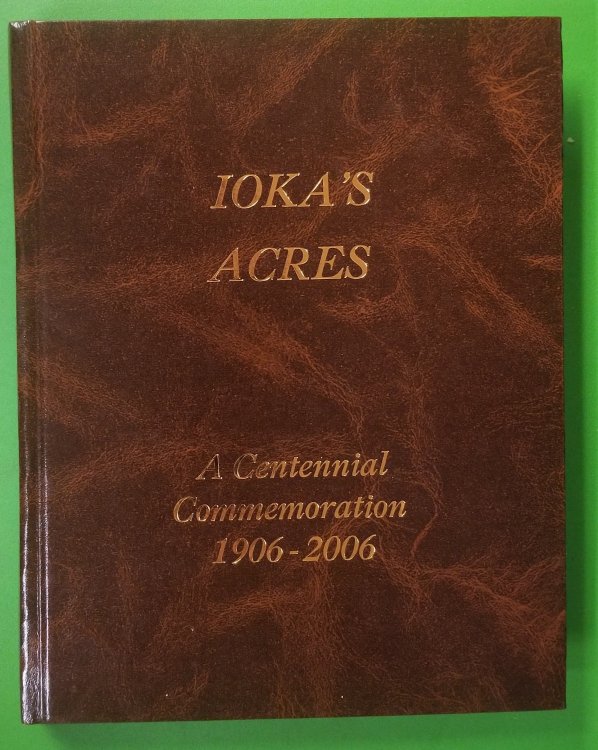 IOKA'S
ACRES
A Centennial
Commemoration
1906-2006